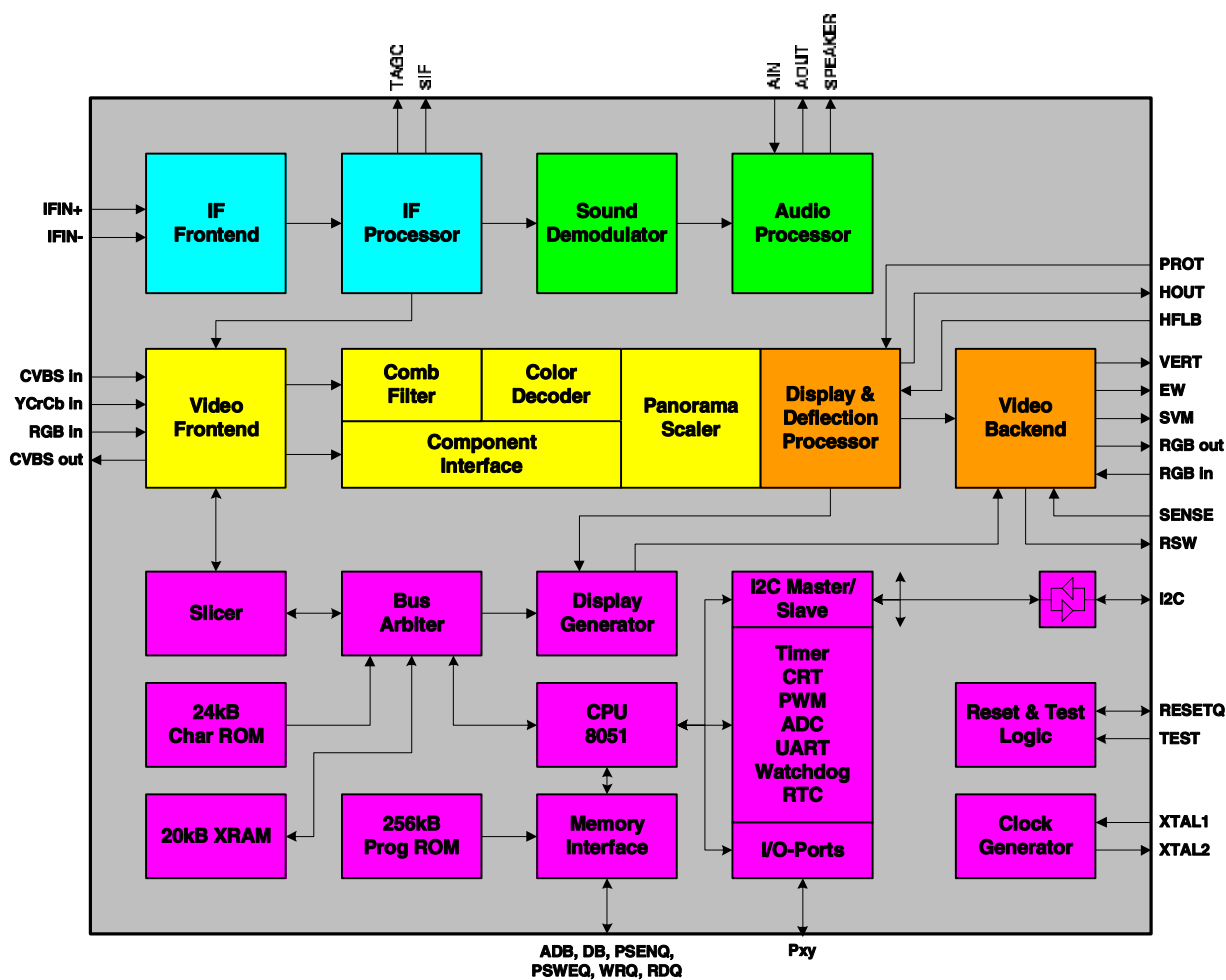 TAGC
SIF
AIN
AOUT
SPEAKER
IFIN+
IFIN-
IF
Frontend
IF
Processor
Sound
Demodulator
Audio
Processor
PROT
HOUT
HFLB
CVBS in
YCrCb in
RGB in
CVBS out
Video
Frontend
Comb
Filter
Color
Decoder
Component
Interface
Panorama
Scaler
Display &
Deflection
Processor
Video
Backend
VERT
EW
SVM
RGB out
RGB in
SENSE
RSW
Slicer
Bus
Arbiter
Display
Generator
I2C Master/
Slave
I2C
Timer
CRT
PWM
ADC
UART
Watchdog
RTC
24kB
Char ROM
CPU
8051
Reset & Test
Logic
RESETQ
TEST
20kB XRAM
256kB
Prog ROM
Memory
Interface
I/O-Ports
Clock
Generator
XTAL1
XTAL2
ADB, DB, PSENQ,
PSWEQ, WRQ, RDQ
Pxy